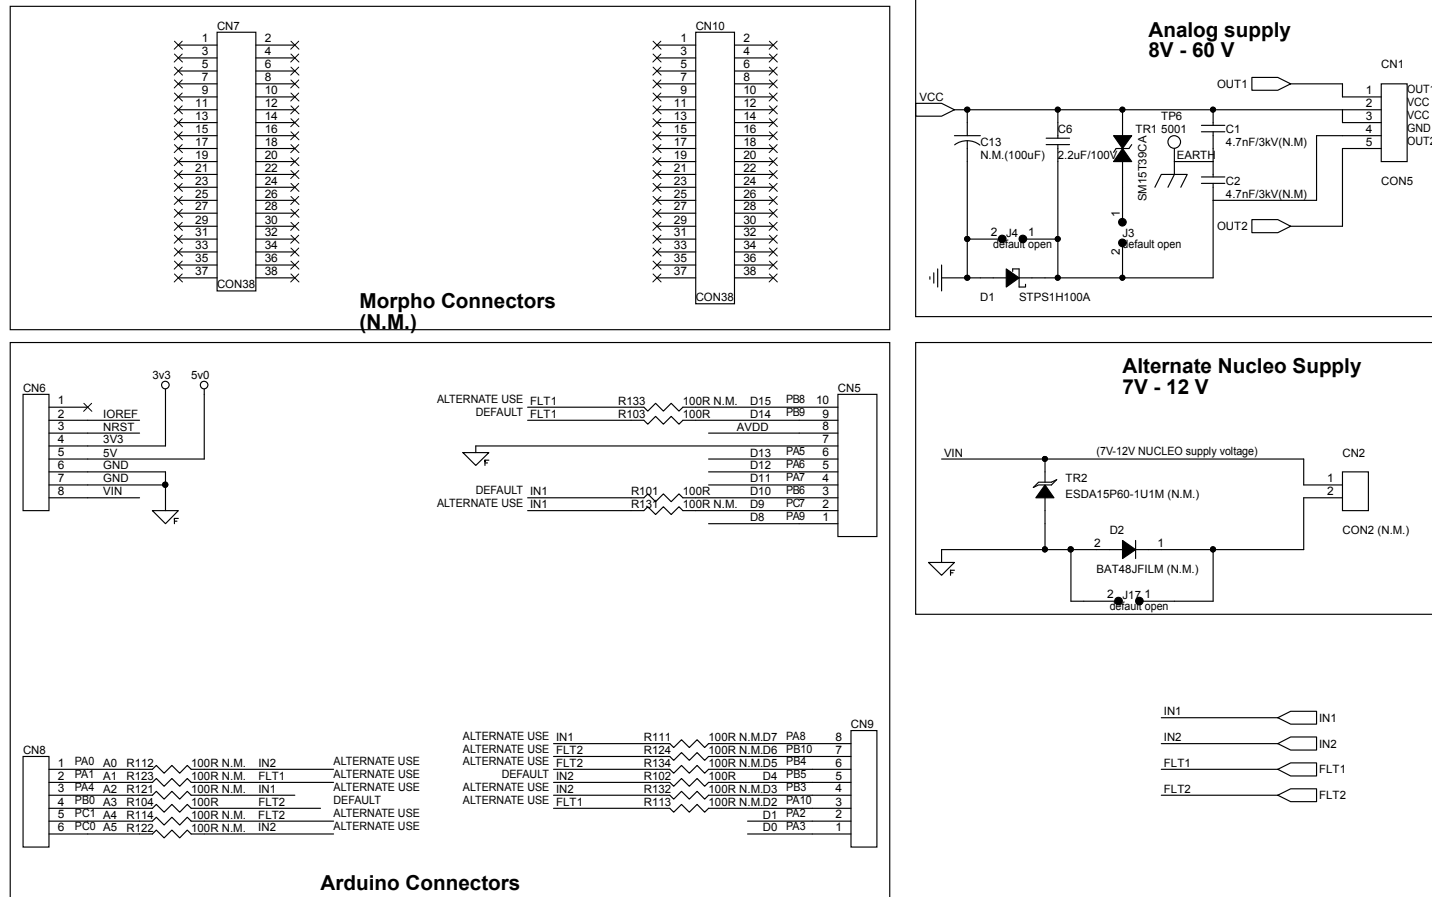 CN7
1 2
3 4
5 6
7 8
9 10
11 12
13 14
15 16
17 18
19 20
21 22
23 24
25 26
27 28
29 30
31 32
33 34
35 36
37 38
CON38
CN10
1 2
3 4
5 6
7 8
9 10
11 12
13 14
15 16
17 18
19 20
21 22
23 24
25 26
27 28
29 30
31 32
33 34
35 36
37 38
CON38
Morpho Connectors
(N.M.)
Analog supply
8V - 60 V
CN1
OUT1
1 OUT1
2 VCC
3 VCC
4 GND
5 OUT2
CON5
VCC
C13
N.M.(100uF)
C6
2.2uF/100V
TR1
SM15T39CA
TP6
5001
EARTH
C1
4.7nF/3kV(N.M)
C2
4.7nF/3kV(N.M)
OUT2
2 J4 1
default open
1
J3
default open
2
D1 STPS1H100A
CN6
3v3 5v0
1
2 IOREF
3 NRST
4 3V3
5 5V
6 GND
7 GND
8 VIN
F
CN5
ALTERNATE USE FLT1 R133 100R N.M. D15 PB8 10
DEFAULT FLT1 R103 100R D14 PB9 9
AVDD 8
7
F
D13 PA5 6
D12 PA6 5
D11 PA7 4
DEFAULT IN1 R101 100R D10 PB6 3
ALTERNATE USE IN1 R131 100R N.M. D9 PC7 2
D8 PA9 1
CN8
1 PA0 A0 R112 100R N.M. IN2 ALTERNATE USE
2 PA1 A1 R123 100R N.M. FLT1 ALTERNATE USE
3 PA4 A2 R121 100R N.M. IN1 ALTERNATE USE
4 PB0 A3 R104 100R FLT2 DEFAULT
5 PC1 A4 R114 100R N.M. FLT2 ALTERNATE USE
6 PC0 A5 R122 100R N.M. IN2 ALTERNATE USE
CN9
ALTERNATE USE IN1 R111 100R N.M. D7 PA8 8
ALTERNATE USE FLT2 R124 100R N.M. D6 PB10 7
ALTERNATE USE FLT2 R134 100R N.M. D5 PB4 6
DEFAULT IN2 R102 100R D4 PB5 5
ALTERNATE USE IN2 R132 100R N.M. D3 PB3 4
ALTERNATE USE FLT1 R113 100R N.M. D2 PA10 3
D1 PA2 2
D0 PA3 1
Arduino Connectors
Alternate Nucleo Supply
7V - 12 V
VIN
(7V-12V NUCLEO supply voltage)
CN2
1
2
CON2 (N.M.)
TR2
ESDA15P60-1U1M (N.M.)
D2
2 1
BAT48JFILM (N.M.)
F
2 J17 1
default open
IN1 IN1
IN2 IN2
FLT1 FLT1
FLT2 FLT2